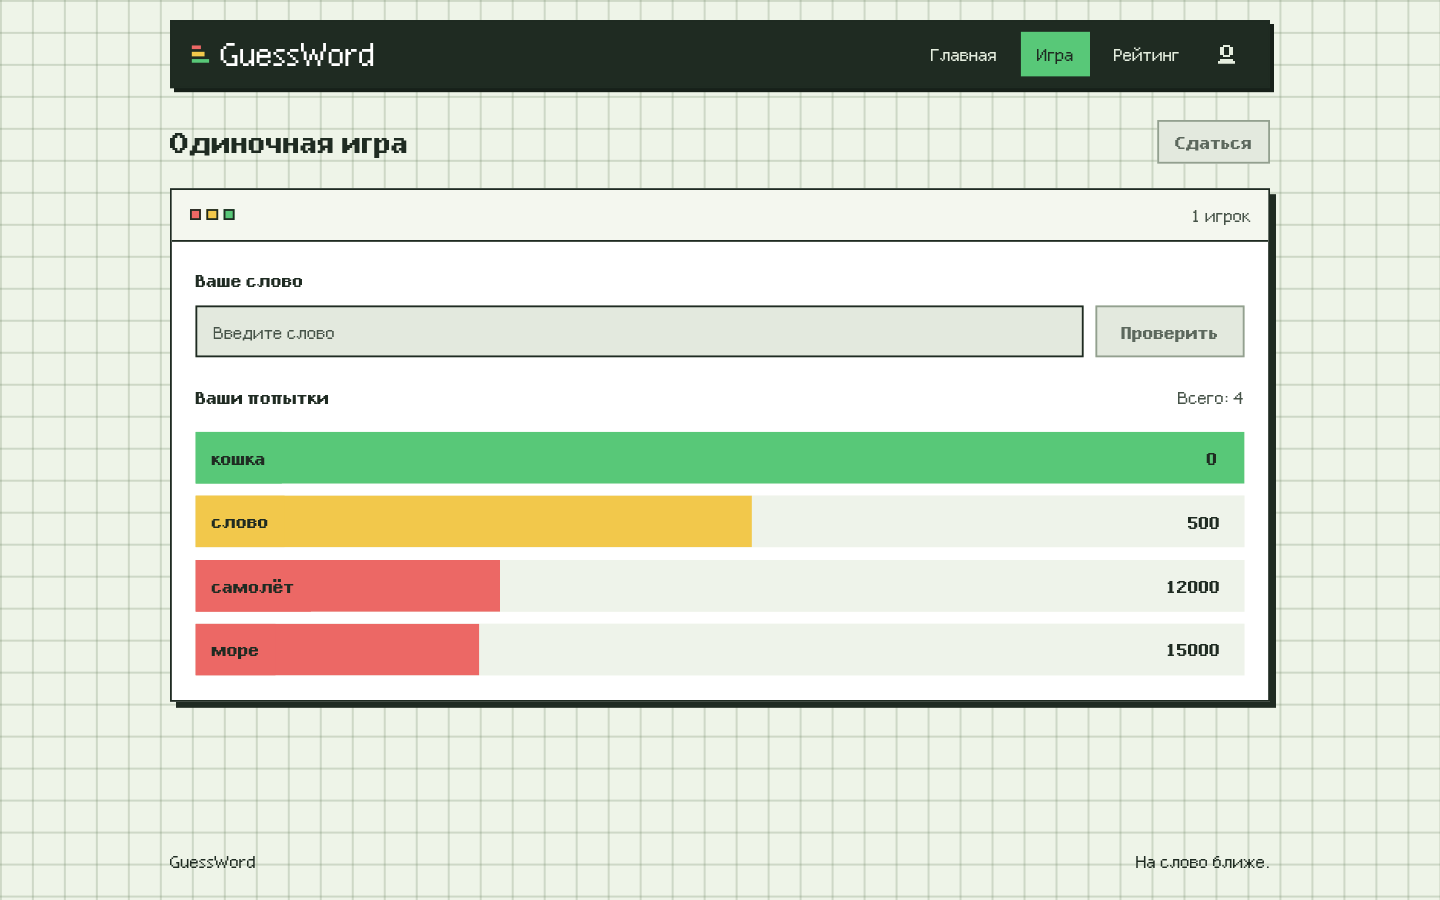 GuessWord
Главная
Игра
Рейтинг
Одиночная игра
Сдаться
1 игрок
Ваше слово
Введите слово
Проверить
Ваши попытки
Всего: 4
кошка 0
слово 500
самолёт 12000
море 15000
GuessWord
На слово ближе.